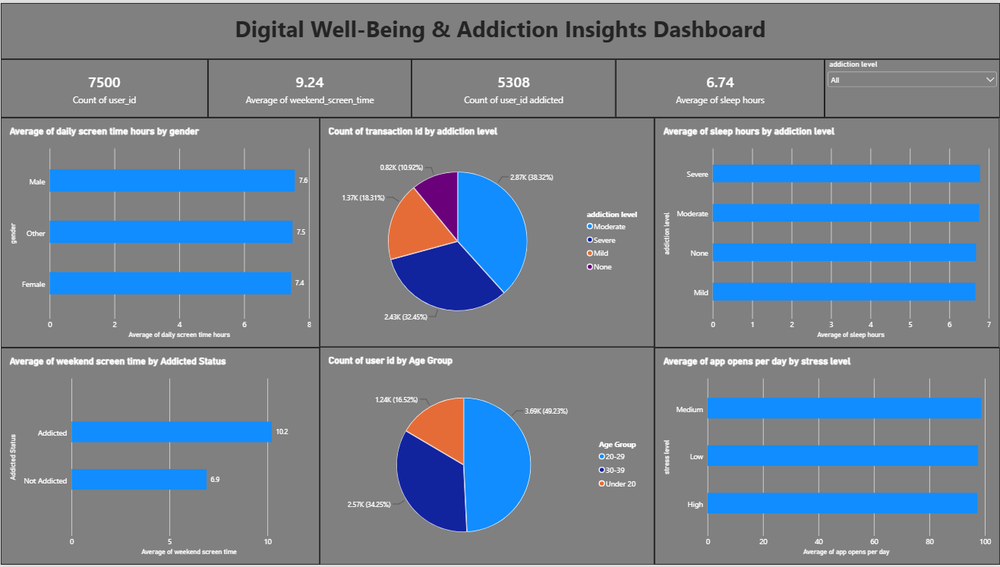 Digital Well-Being & Addiction Insights Dashboard
7500
Count of user_id
9.24
Average of weekend_screen_time
5308
Count of user_id addicted
6.74
Average of sleep hours
addiction level
All
Average of daily screen time hours by gender
gender
Male
7.6
Other
7.5
Female
7.4
0 2 4 6 8
Average of daily screen time hours
Count of transaction id by addiction level
0.82K (10.92%)
2.87K (38.32%)
1.37K (18.31%)
2.43K (32.45%)
addiction level
Moderate
Severe
Mild
None
Average of sleep hours by addiction level
addiction level
Severe
Moderate
None
Mild
0 1 2 3 4 5 6 7
Average of sleep hours
Average of weekend screen time by Addicted Status
Addicted Status
Addicted
10.2
Not Addicted
6.9
0 5 10
Average of weekend screen time
Count of user id by Age Group
1.24K (16.52%)
3.69K (49.23%)
2.57K (34.25%)
Age Group
20-29
30-39
Under 20
Average of app opens per day by stress level
stress level
Medium
Low
High
0 20 40 60 80 100
Average of app opens per day